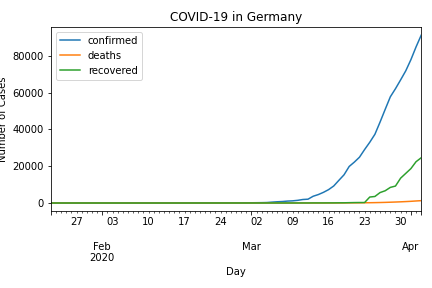 COVID-19 in Germany
confirmed
deaths
recovered
80000
60000
40000
20000
0
Number of Cases
27 03 10 17 24 02 09 16 23 30
Feb Mar Apr
2020
Day